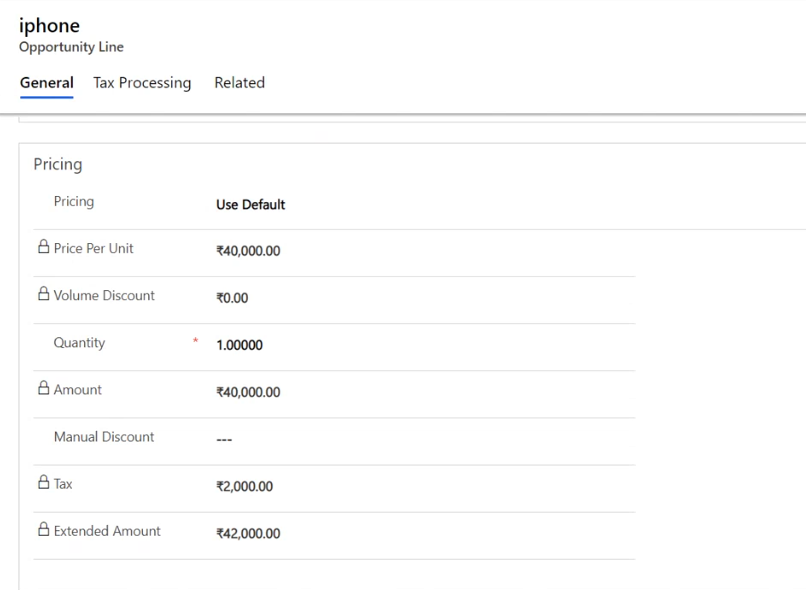 iphone
Opportunity Line
General Tax Processing Related
Pricing
Pricing Use Default
Price Per Unit ₹40,000.00
Volume Discount ₹0.00
Quantity * 1.00000
Amount ₹40,000.00
Manual Discount ---
Tax ₹2,000.00
Extended Amount ₹42,000.00